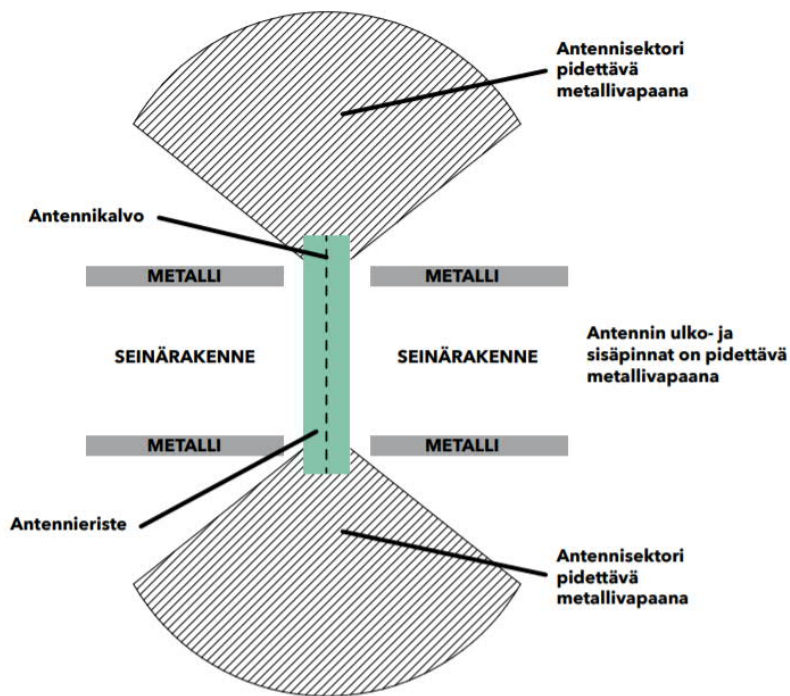 Antennisektori
pidettävä
metallivapaana
Antennikalvo
METALLI
METALLI
SEINÄRAKENNE
SEINÄRAKENNE
Antennin ulko- ja
sisäpinnat on pidettävä
metallivapaana
METALLI
METALLI
Antennieriste
Antennisektori
pidettävä
metallivapaana